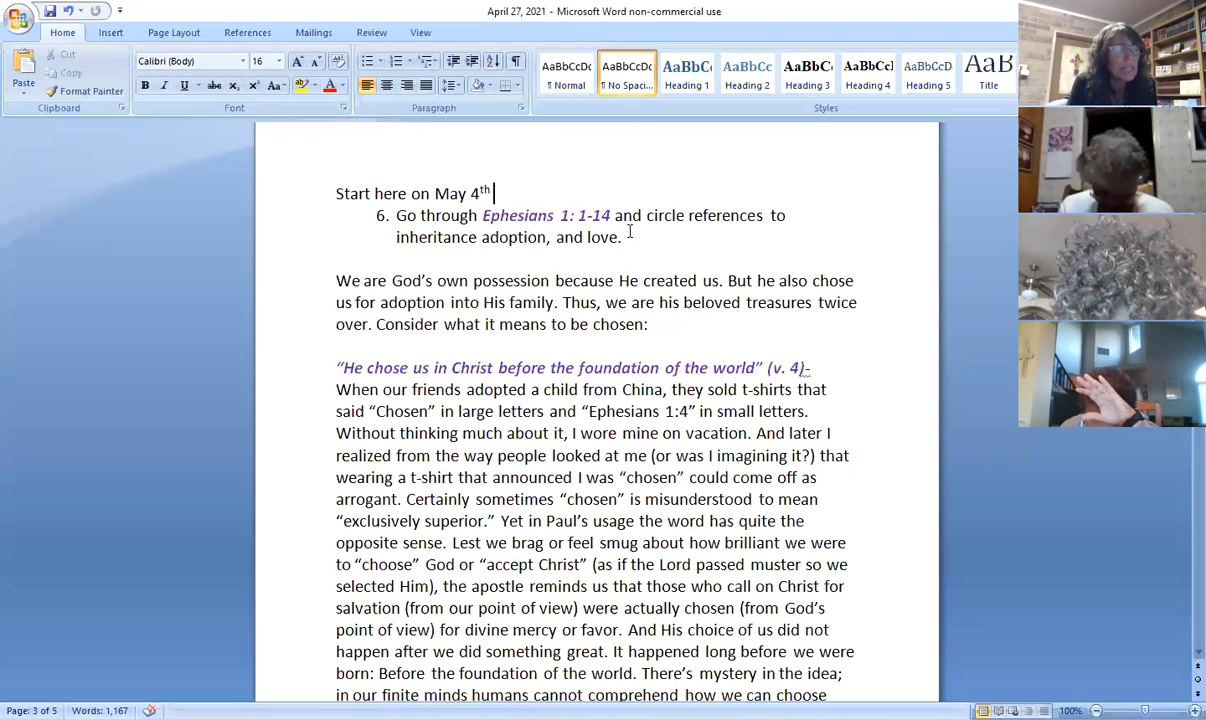 April 27, 2021 - Microsoft Word non-commercial use
Home Insert Page Layout References Mailings Review View
Cut
Copy
Format Painter
Paste
Clipboard
Calibri (Body) 16
Font
Paragraph
AaBbCcDc AaBbCcDc AaBbC AaBbCc AaBbC AaBbC AaBbCc AaB
¶ Normal ¶ No Spaci... Heading 1 Heading 2 Heading 3 Heading 4 Heading 5 Title
Styles
Start here on May 4th
6. Go through Ephesians 1: 1-14 and circle references to
inheritance adoption, and love.
We are God’s own possession because He created us. But he also chose
us for adoption into His family. Thus, we are his beloved treasures twice
over. Consider what it means to be chosen:
“He chose us in Christ before the foundation of the world” (v. 4)-
When our friends adopted a child from China, they sold t-shirts that
said “Chosen” in large letters and “Ephesians 1:4” in small letters.
Without thinking much about it, I wore mine on vacation. And later I
realized from the way people looked at me (or was I imagining it?) that
wearing a t-shirt that announced I was “chosen” could come off as
arrogant. Certainly sometimes “chosen” is misunderstood to mean
“exclusively superior.” Yet in Paul’s usage the word has quite the
opposite sense. Lest we brag or feel smug about how brilliant we were
to “choose” God or “accept Christ” (as if the Lord passed muster so we
selected Him), the apostle reminds us that those who call on Christ for
salvation (from our point of view) were actually chosen (from God’s
point of view) for divine mercy or favor. And His choice of us did not
happen after we did something great. It happened long before we were
born: Before the foundation of the world. There’s mystery in the idea;
in our finite minds humans cannot comprehend how we can choose
Page: 3 of 5 Words: 1,167 100%